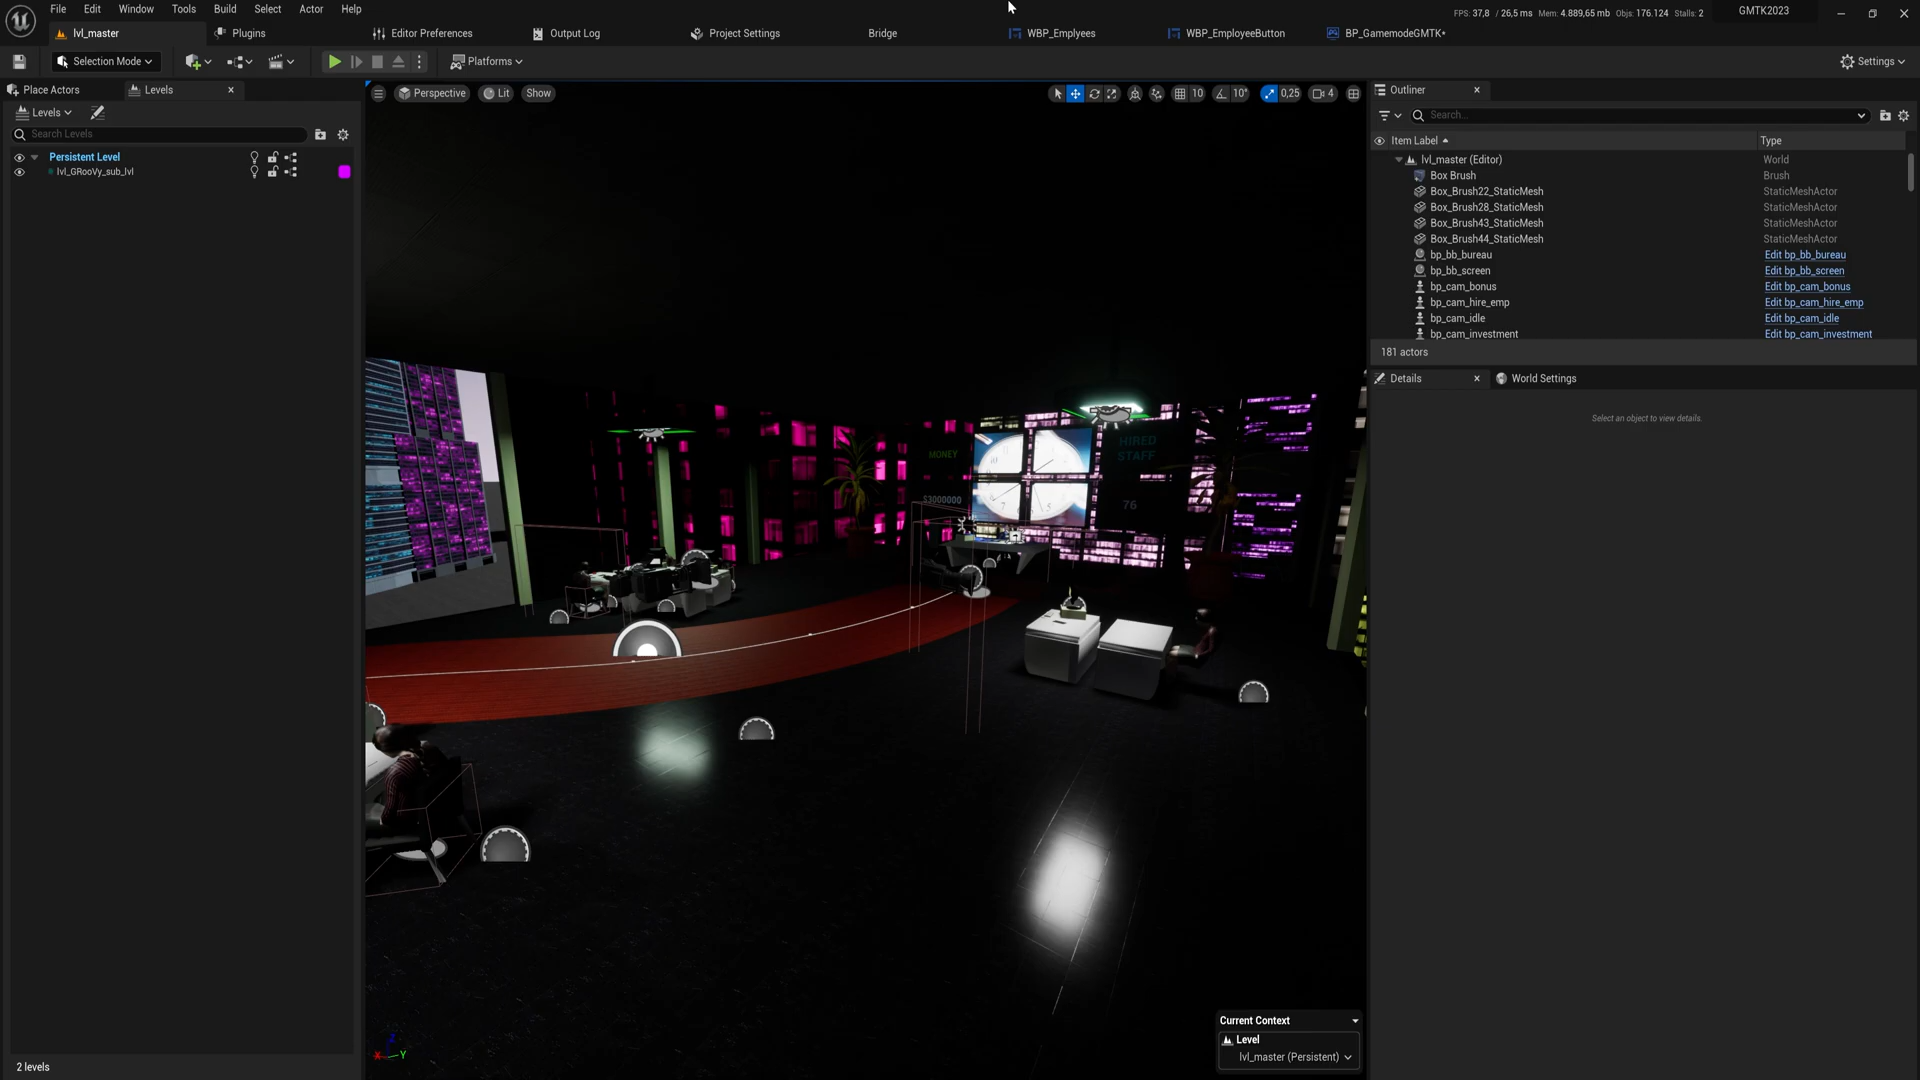 File Edit Window Tools Build Select Actor Help
FPS: 37,8 / 26,5 ms Mem: 4.889,65 mb Objs: 176.124 Stalls: 2
GMTK2023
lvl_master
Plugins
Editor Preferences
Output Log
Project Settings
Bridge
WBP_Emplyees
WBP_EmployeeButton
BP_GamemodeGMTK*
Selection Mode
Platforms
Settings
Place Actors
Levels
Levels
Search Levels
Persistent Level
lvl_GRooVy_sub_lvl
2 levels
Perspective
Lit
Show
10
10°
0,25
4
MONEY
$3000000
HIRED
STAFF
76
X
Y
Z
Current Context
Level
lvl_master (Persistent)
Outliner
Search...
Item Label Type
lvl_master (Editor) World
Box Brush Brush
Box_Brush22_StaticMesh StaticMeshActor
Box_Brush28_StaticMesh StaticMeshActor
Box_Brush43_StaticMesh StaticMeshActor
Box_Brush44_StaticMesh StaticMeshActor
bp_bb_bureau Edit bp_bb_bureau
bp_bb_screen Edit bp_bb_screen
bp_cam_bonus Edit bp_cam_bonus
bp_cam_hire_emp Edit bp_cam_hire_emp
bp_cam_idle Edit bp_cam_idle
bp_cam_investment Edit bp_cam_investment
181 actors
Details
World Settings
Select an object to view details.